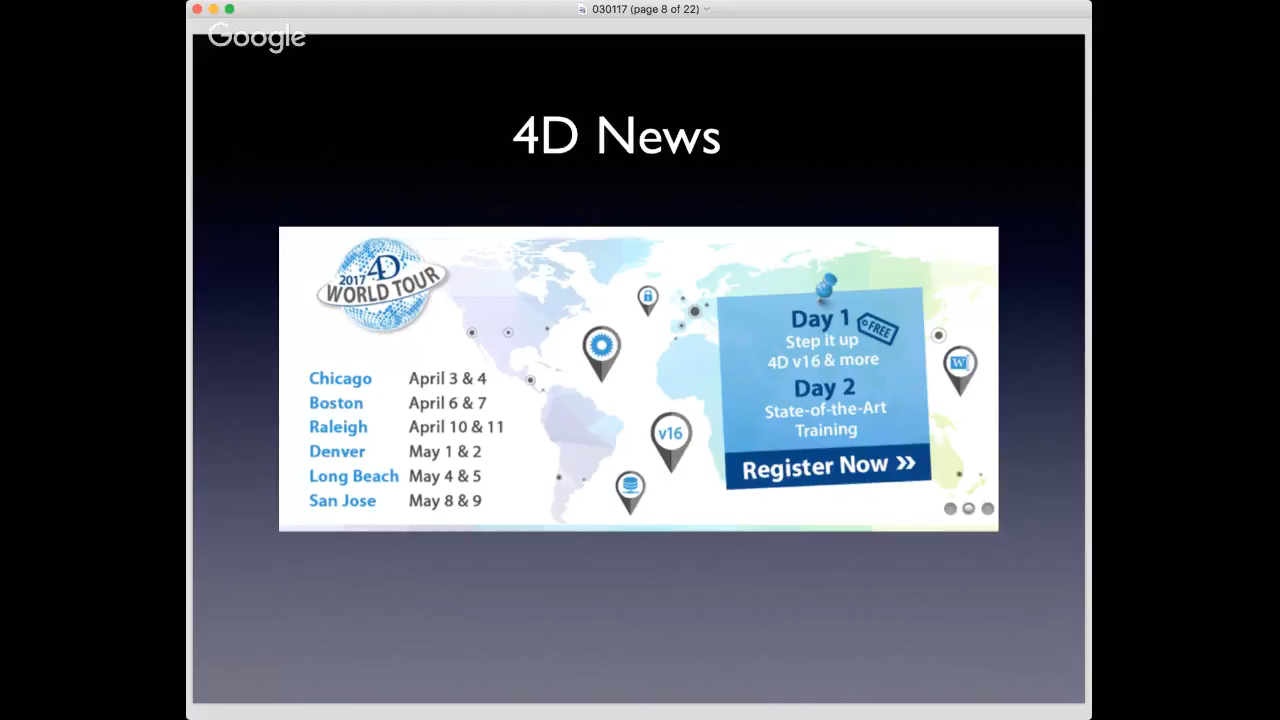 030117 (page 8 of 22)
Google
4D News
2017 4D
WORLD TOUR
Chicago April 3 & 4
Boston April 6 & 7
Raleigh April 10 & 11
Denver May 1 & 2
Long Beach May 4 & 5
San Jose May 8 & 9
v16
Day 1 FREE
Step it up
4D v16 & more
Day 2
State-of-the-Art
Training
Register Now »
W